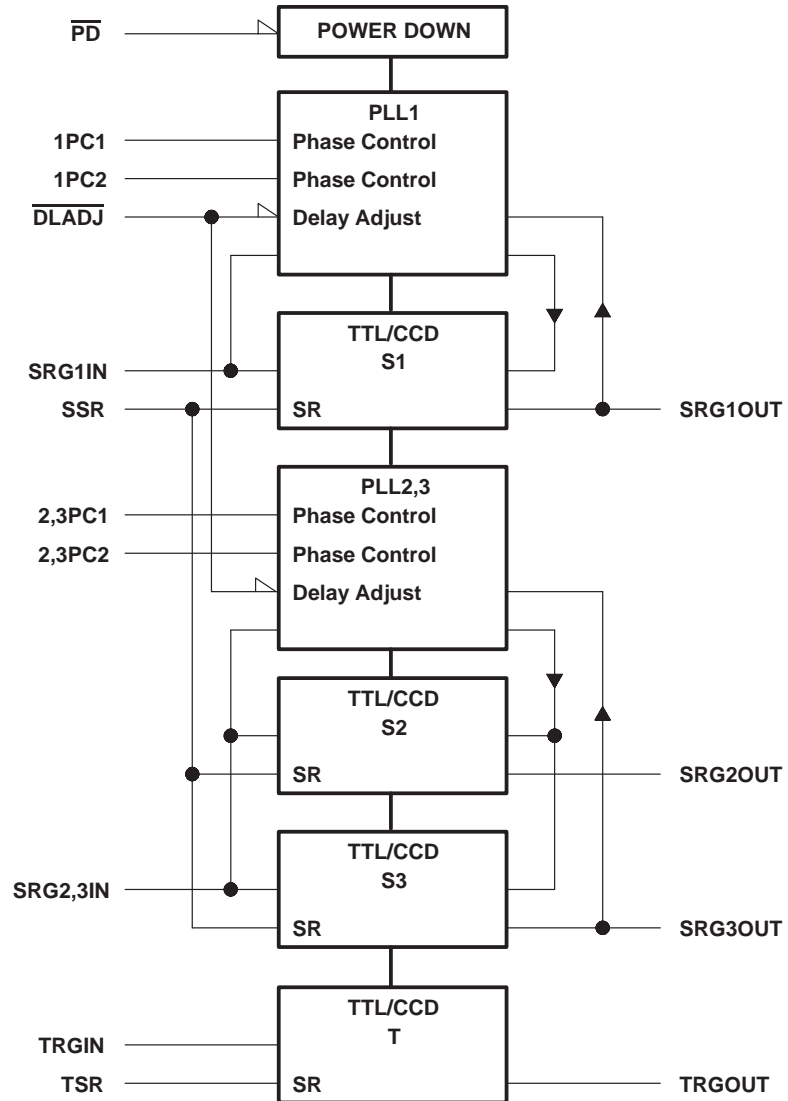 PD POWER DOWN
PLL1
1PC1 Phase Control
1PC2 Phase Control
DLADJ Delay Adjust
TTL/CCD
SRG1IN S1
SSR SR SRG1OUT
PLL2,3
2,3PC1 Phase Control
2,3PC2 Phase Control
Delay Adjust
TTL/CCD
S2
SR SRG2OUT
TTL/CCD
SRG2,3IN S3
SR SRG3OUT
TTL/CCD
T
TRGIN
TSR SR TRGOUT